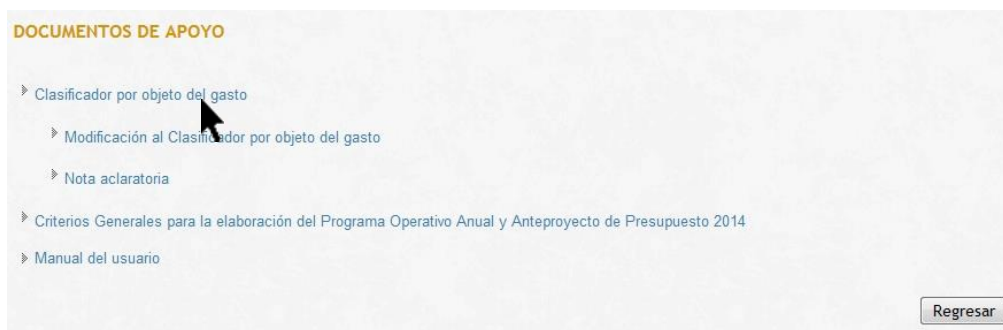 DOCUMENTOS DE APOYO
Clasificador por objeto del gasto
Modificación al Clasificador por objeto del gasto
Nota aclaratoria
Criterios Generales para la elaboración del Programa Operativo Anual y Anteproyecto de Presupuesto 2014
Manual del usuario
Regresar